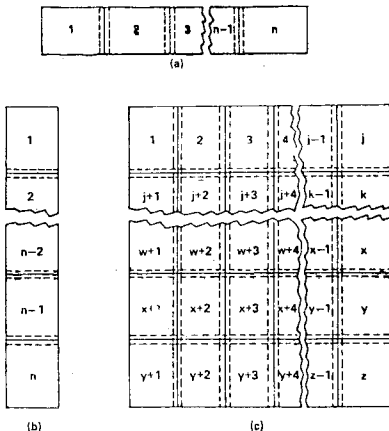 1 2 3 n-1 n
(a)
1
2
n-2
n-1
n
(b)
1 2 3 4 j-1 j
j+1 j+2 j+3 j+4 k-1 k
w+1 w+2 w+3 w+4 x-1 x
x+2 x+3 x+4 y-1 y
y+1 y+2 y+3 y+4 z-1 z
(c)